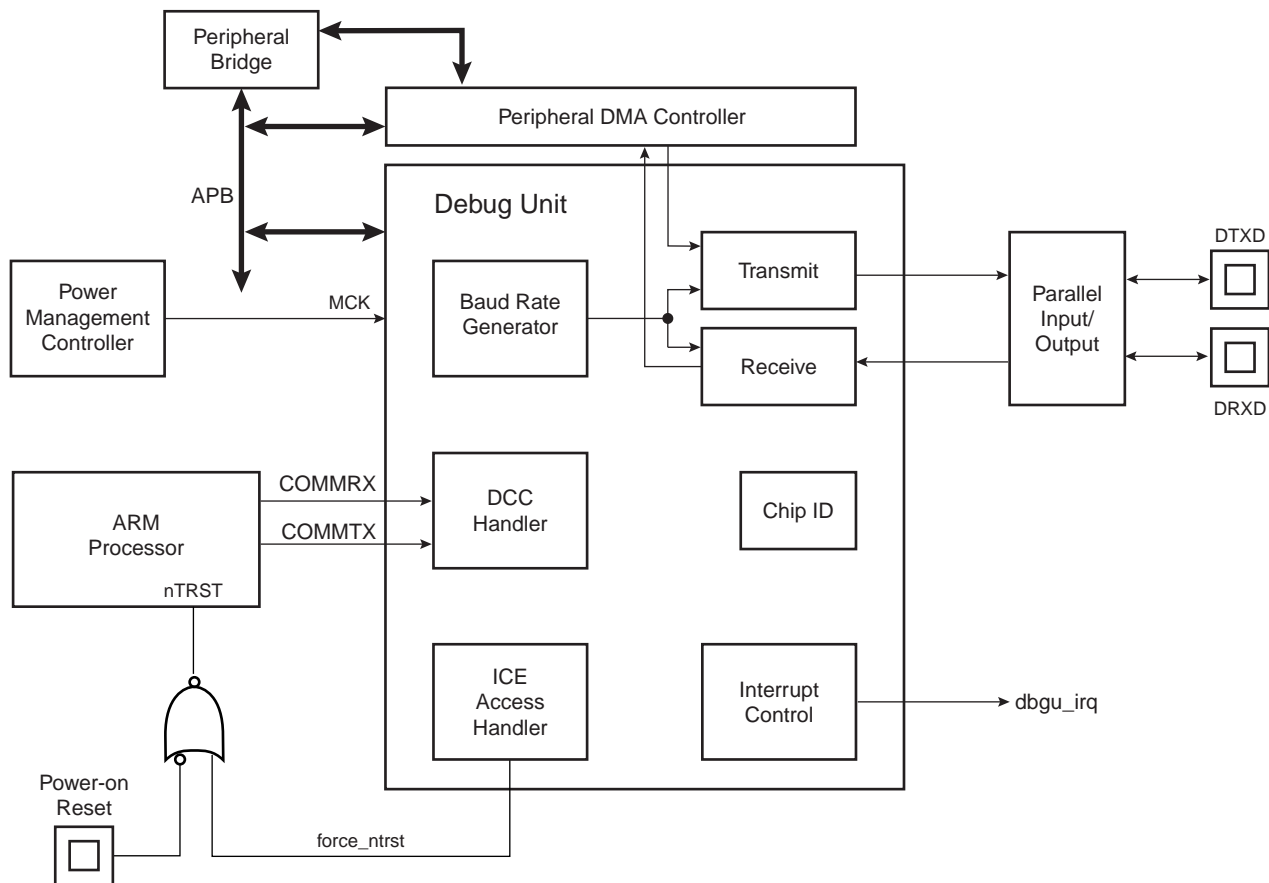 Peripheral
Bridge
Peripheral DMA Controller
APB
Debug Unit
DTXD
Transmit
Power
Management
Controller
MCK
Baud Rate
Generator
Parallel
Input/
Output
Receive
DRXD
COMMRX
ARM
Processor
DCC
Handler
Chip ID
COMMTX
nTRST
ICE
Access
Handler
Interrupt
Control
dbgu_irq
Power-on
Reset
force_ntrst